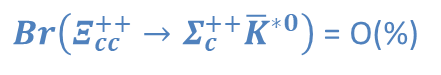 Br(Ξcc++ → Σc++ K̅*0) = O(%)